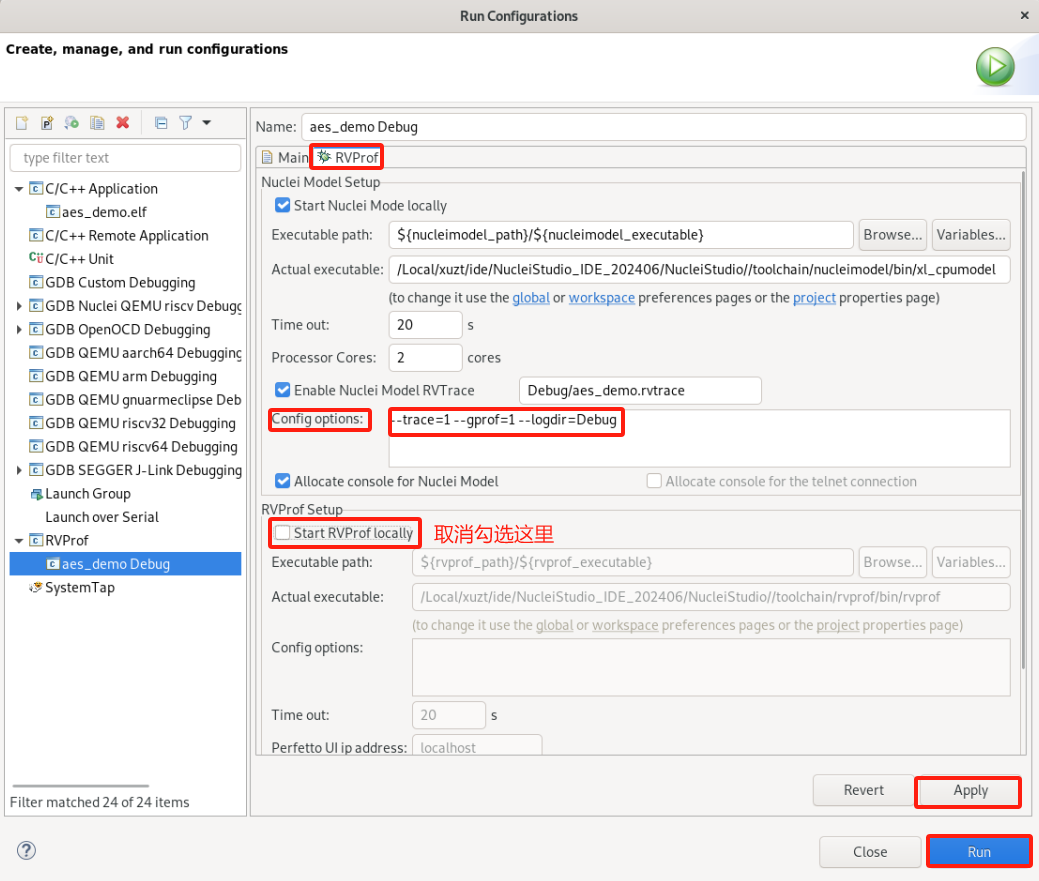 Run Configurations
Create, manage, and run configurations
type filter text
C/C++ Application
aes_demo.elf
C/C++ Remote Application
C/C++ Unit
GDB Custom Debugging
GDB Nuclei QEMU riscv Debugg
GDB OpenOCD Debugging
GDB QEMU aarch64 Debugging
GDB QEMU arm Debugging
GDB QEMU gnuarmeclipse Deb
GDB QEMU riscv32 Debugging
GDB QEMU riscv64 Debugging
GDB SEGGER J-Link Debugging
Launch Group
Launch over Serial
RVProf
aes_demo Debug
SystemTap
Filter matched 24 of 24 items
Name: aes_demo Debug
Main RVProf
Nuclei Model Setup
Start Nuclei Mode locally
Executable path: ${nucleimodel_path}/${nucleimodel_executable} Browse... Variables...
Actual executable: /Local/xuzt/ide/NucleiStudio_IDE_202406/NucleiStudio//toolchain/nucleimodel/bin/xl_cpumodel
(to change it use the global or workspace preferences pages or the project properties page)
Time out: 20 s
Processor Cores: 2 cores
Enable Nuclei Model RVTrace Debug/aes_demo.rvtrace
Config options: --trace=1 --gprof=1 --logdir=Debug
Allocate console for Nuclei Model Allocate console for the telnet connection
RVProf Setup
Start RVProf locally 取消勾选这里
Executable path: ${rvprof_path}/${rvprof_executable} Browse... Variables...
Actual executable: /Local/xuzt/ide/NucleiStudio_IDE_202406/NucleiStudio//toolchain/rvprof/bin/rvprof
(to change it use the global or workspace preferences pages or the project properties page)
Config options:
Time out: 20 s
Perfetto UI ip address: localhost
Revert Apply
Close Run